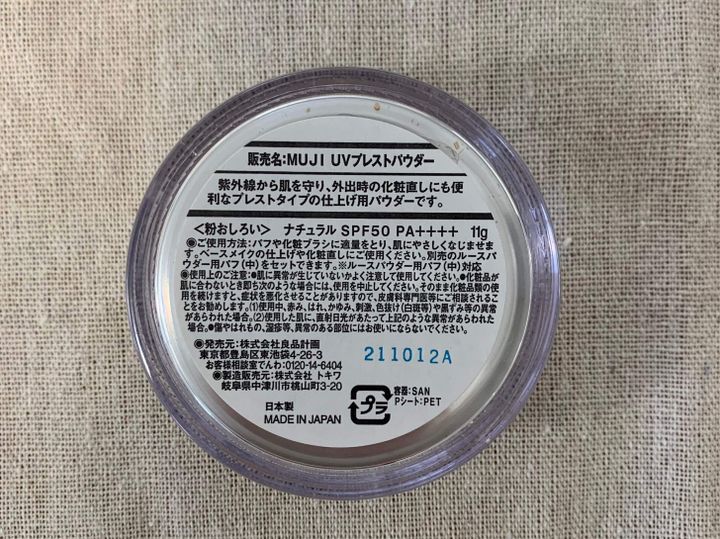 販売名:MUJI UVプレストパウダー
紫外線から肌を守り、外出時の化粧直しにも便
利なプレストタイプの仕上げ用パウダーです。
<粉おしろい> ナチュラル SPF50 PA++++ 11g
●ご使用方法:パフや化粧ブラシに適量をとり、肌にやさしくなじませま
す。ベースメイクの仕上げや化粧直しにご使用ください。別売のルースパ
ウダー用パフ(中)をセットできます。※ルースパウダー用パフ(中)対応
●使用上のご注意:●肌に異常が生じていないかよく注意して使用してください。●化粧品が
肌に合わないとき即ち次のような場合には、使用を中止してください。そのまま化粧品類の使
用を続けますと、症状を悪化させることがありますので、皮膚科専門医等にご相談されること
をお勧めします。(1)使用中、赤み、はれ、かゆみ、刺激、色抜け(白斑等)や黒ずみ等の異常
があらわれた場合。(2)使用した肌に、直射日光があたって上記のような異常があらわれた
場合。●傷やはれもの、湿疹等、異常のある部位にはお使いにならないでください。
●発売元:株式会社良品計画
東京都豊島区東池袋4-26-3
お客様相談室でんわ:0120-14-6404
●製造販売元:株式会社 トキワ
岐阜県中津川市桃山町3-20
211012A
日本製
MADE IN JAPAN
プラ
容器:SAN
Pシート:PET